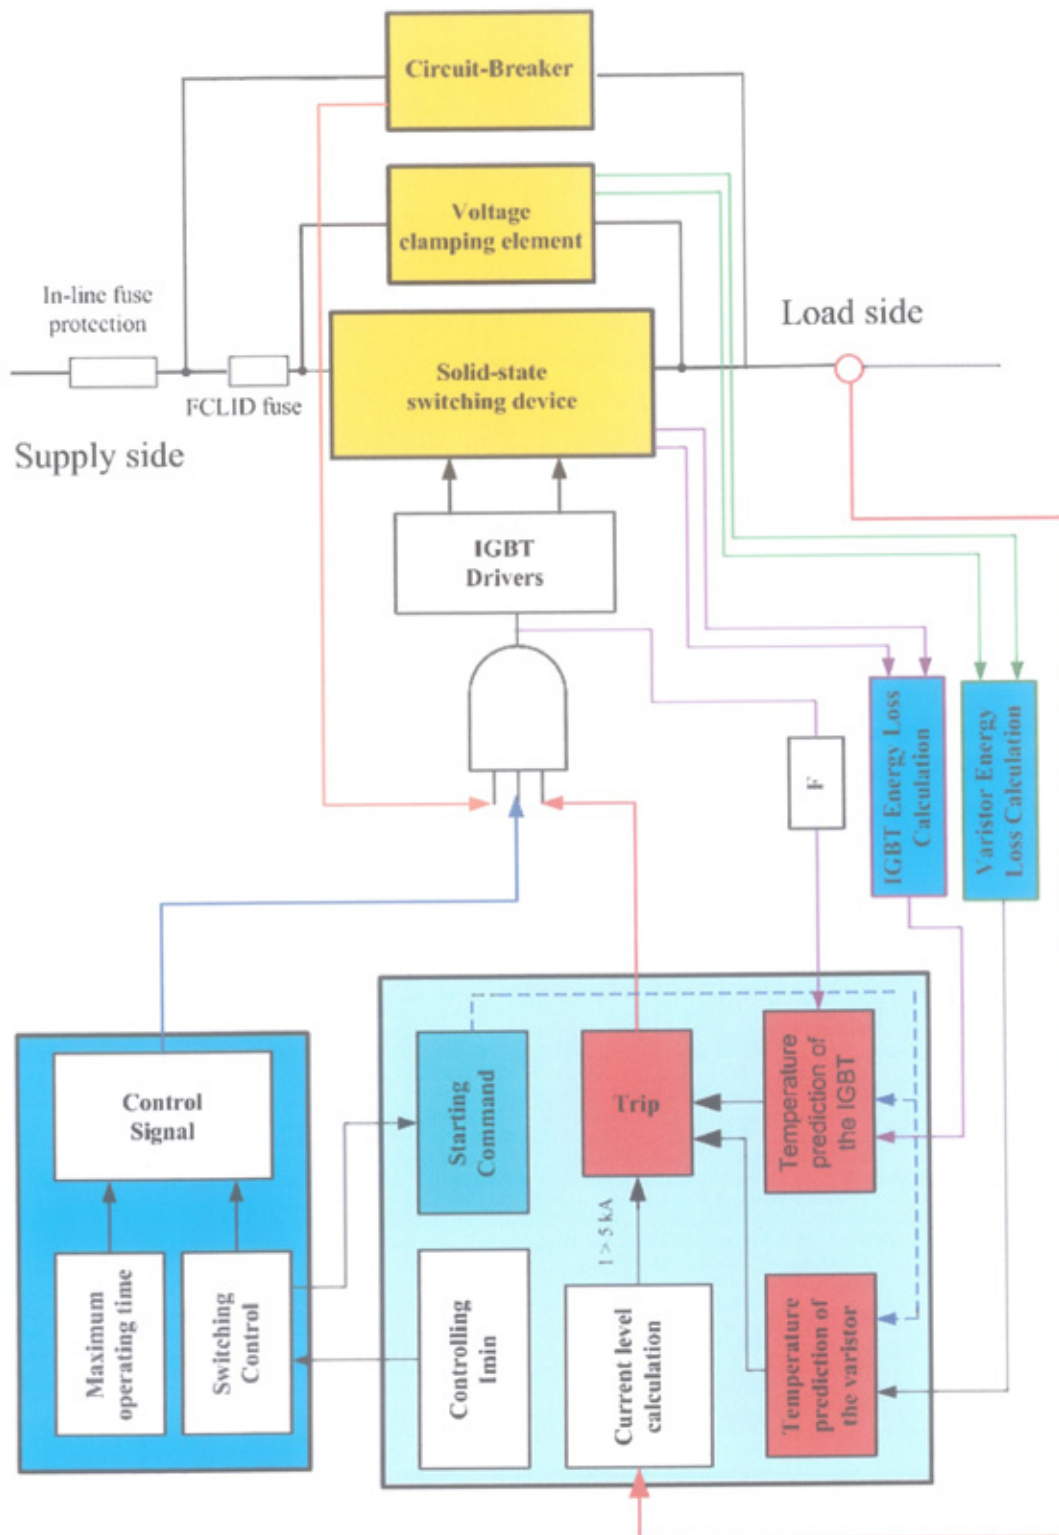 Circuit-Breaker
Voltage
clamping element
In-line fuse
protection
Load side
Solid-state
switching device
FCLID fuse
Supply side
IGBT
Drivers
F
IGBT Energy Loss
Calculation
Varistor Energy
Loss Calculation
Control
Signal
Starting
Command
Trip
Temperature
prediction of
the IGBT
I > 5 kA
Maximum
operating time
Switching
Control
Controlling
Imin
Current level
calculation
Temperature
prediction of
the varistor